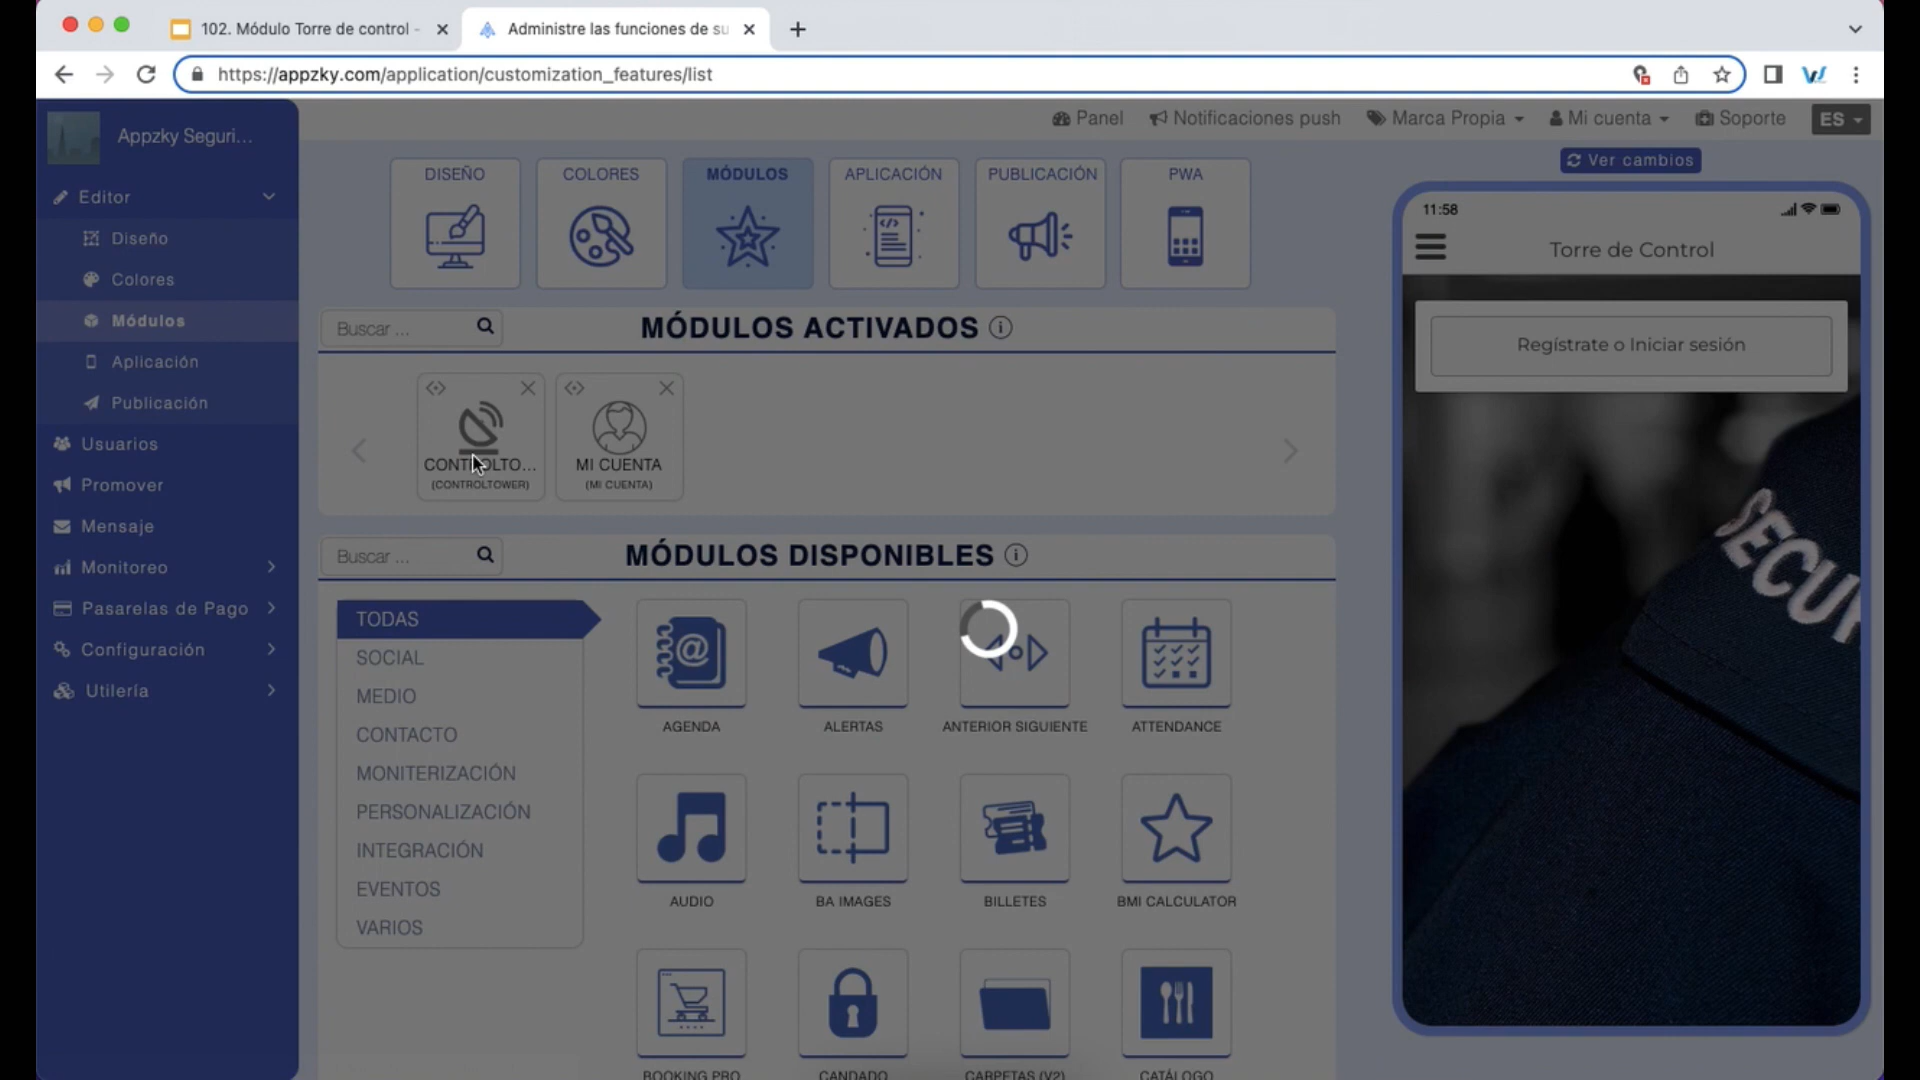 102. Módulo Torre de control -
Administre las funciones de su
https://appzky.com/application/customization_features/list
Appzky Seguri...
Panel
Notificaciones push
Marca Propia
Mi cuenta
Soporte
ES
Editor
Diseño
Colores
Módulos
Aplicación
Publicación
Usuarios
Promover
Mensaje
Monitoreo
Pasarelas de Pago
Configuración
Utilería
DISEÑO
COLORES
MÓDULOS
APLICACIÓN
PUBLICACIÓN
PWA
Buscar ...
MÓDULOS ACTIVADOS
CONTROLTO...
(CONTROLTOWER)
MI CUENTA
(MI CUENTA)
Buscar ...
MÓDULOS DISPONIBLES
TODAS
SOCIAL
MEDIO
CONTACTO
MONITERIZACIÓN
PERSONALIZACIÓN
INTEGRACIÓN
EVENTOS
VARIOS
AGENDA
ALERTAS
ANTERIOR SIGUIENTE
ATTENDANCE
AUDIO
BA IMAGES
BILLETES
BMI CALCULATOR
BOOKING PRO
CANDADO
CARPETAS (V2)
CATÁLOGO
Ver cambios
11:58
Torre de Control
Regístrate o Iniciar sesión
SECUR